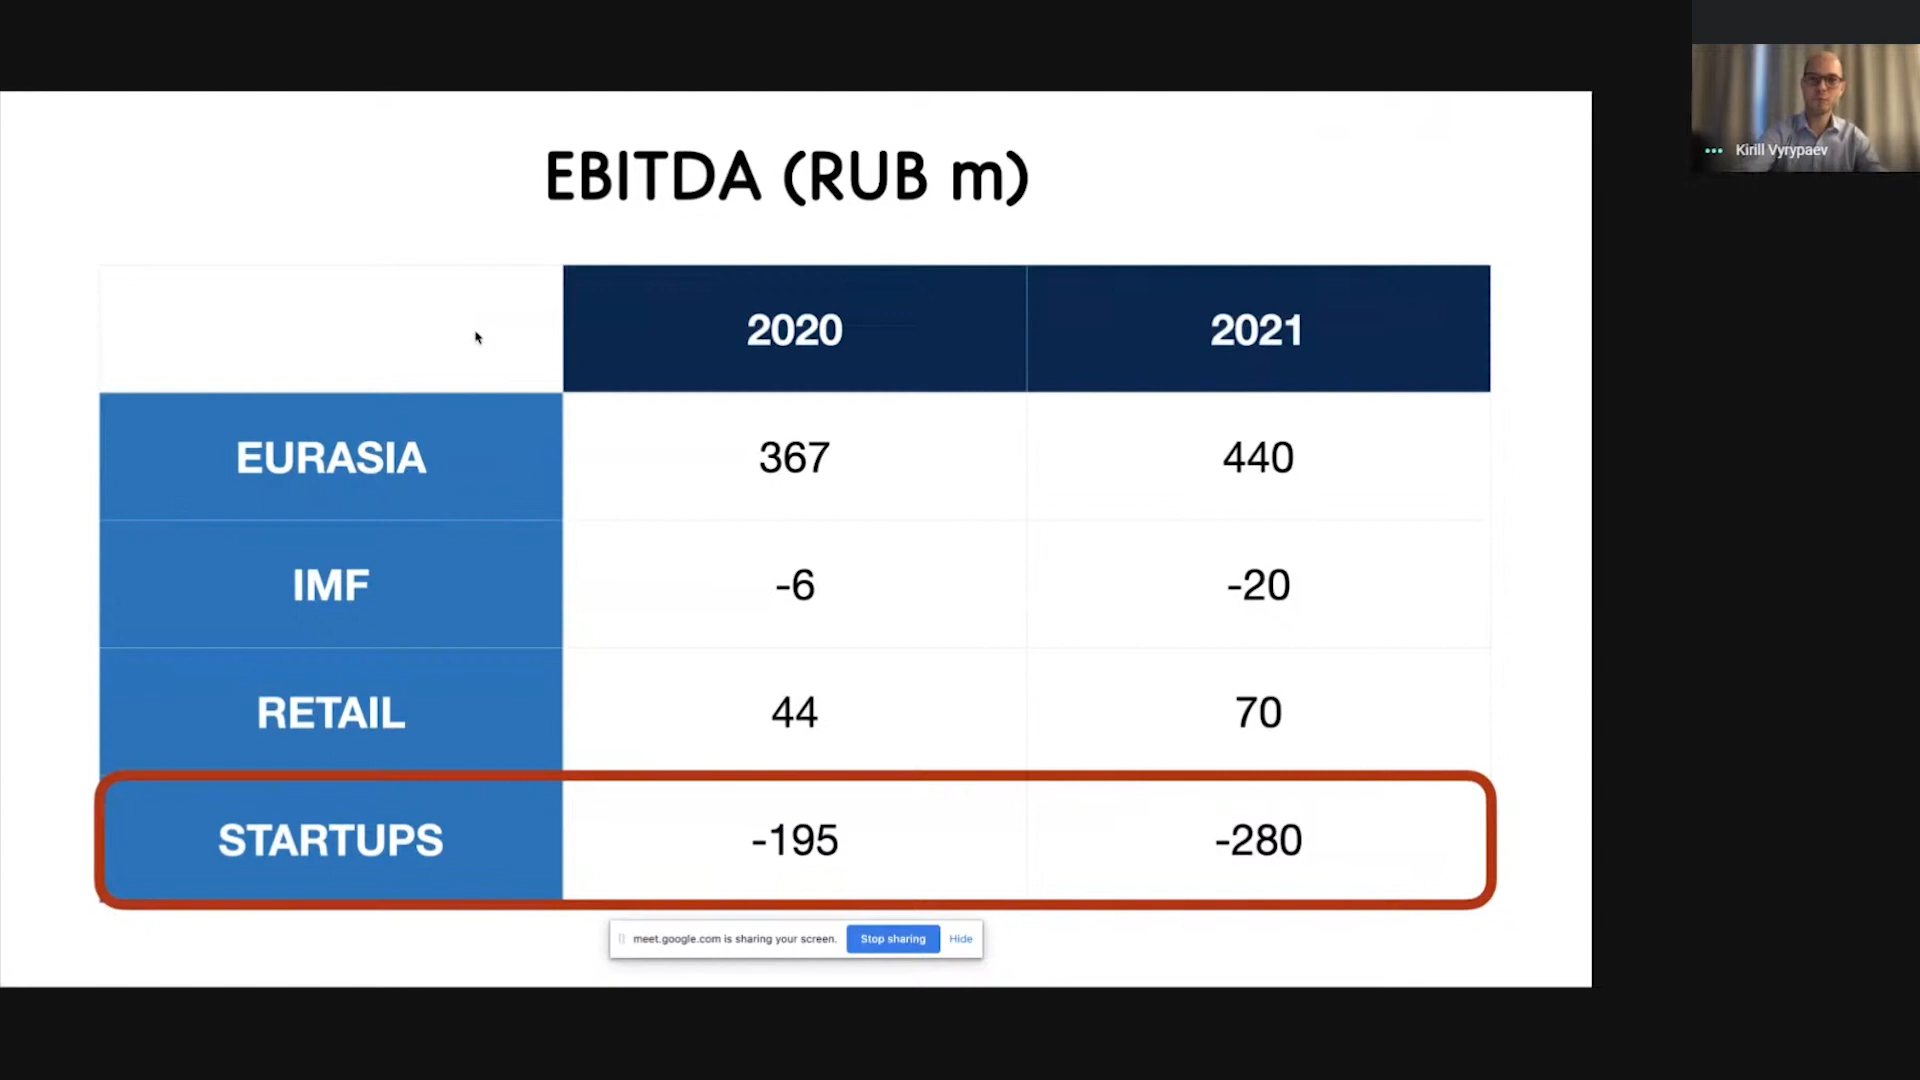 EBITDA (RUB m)
2020 2021
EURASIA 367 440
IMF -6 -20
RETAIL 44 70
STARTUPS -195 -280
meet.google.com is sharing your screen. Stop sharing Hide
Kirill Vyrypaev